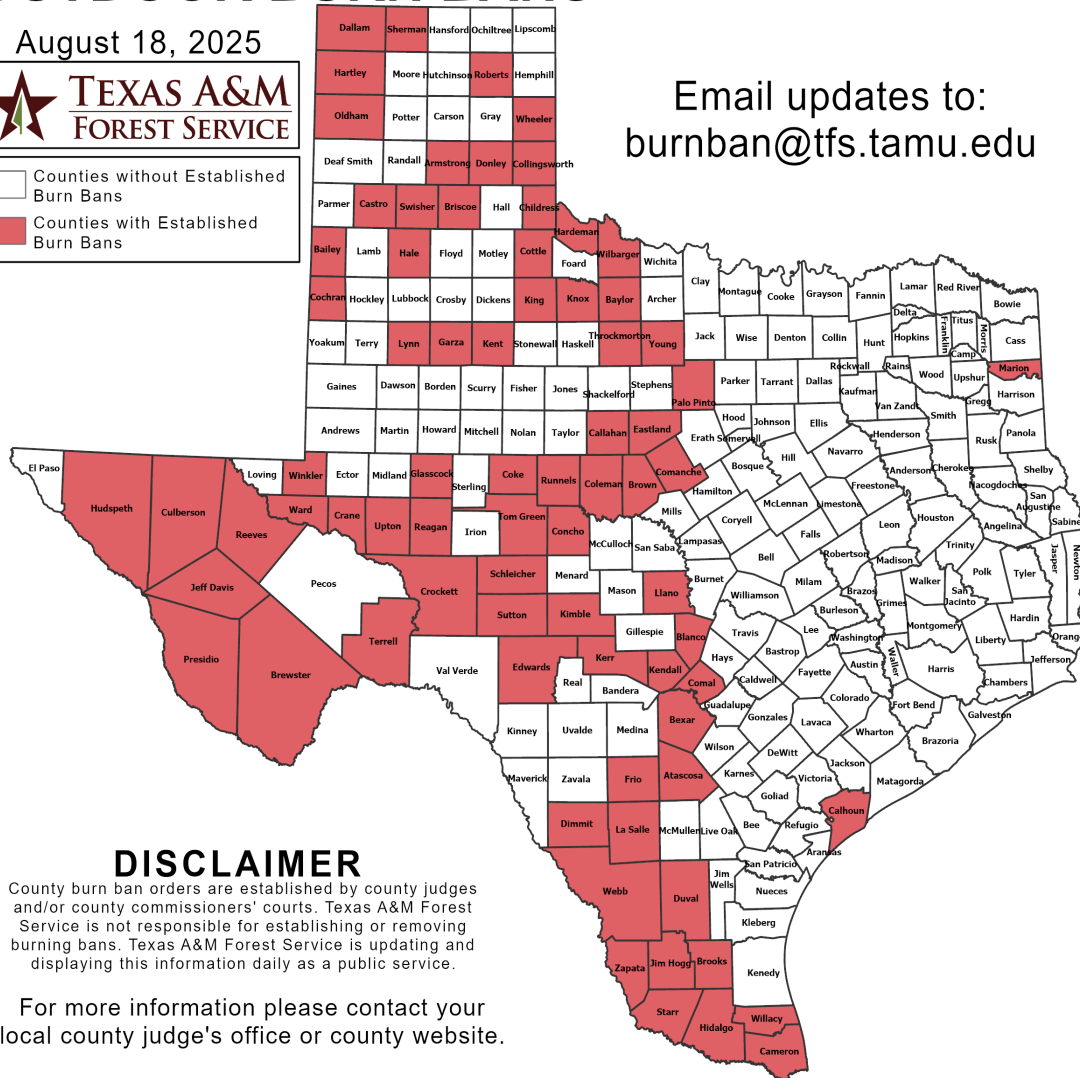 August 18, 2025
TEXAS A&M
FOREST SERVICE
Counties without Established
Burn Bans
Counties with Established
Burn Bans
Email updates to:
burnban@tfs.tamu.edu
Dallam Sherman Hansford Ochiltree Lipscomb
Hartley Moore Hutchinson Roberts Hemphill
Oldham Potter Carson Gray Wheeler
Deaf Smith Randall Armstrong Donley Collingsworth
Parmer Castro Swisher Briscoe Hall Childress
Hardeman
Bailey Lamb Hale Floyd Motley Cottle Foard Wilbarger Wichita
Clay Montague Cooke Grayson Fannin Lamar Red River Bowie
Cochran Hockley Lubbock Crosby Dickens King Knox Baylor Archer
Delta Franklin Titus Morris Cass
Yoakum Terry Lynn Garza Kent Stonewall Haskell Throckmorton Young Jack Wise Denton Collin Hunt Hopkins
Camp
Rockwall Rains Wood Upshur Marion
Gaines Dawson Borden Scurry Fisher Jones Shackelford Stephens Palo Pinto Parker Tarrant Dallas Kaufman Van Zandt Gregg Harrison
Andrews Martin Howard Mitchell Nolan Taylor Callahan Eastland Erath Hood Somervell Johnson Ellis Henderson Smith Rusk Panola
El Paso Loving Winkler Ector Midland Glasscock Sterling Coke Runnels Coleman Brown Comanche Bosque Hill Navarro Anderson Cherokee Shelby
Hudspeth Culberson Reeves Ward Crane Upton Reagan Irion Tom Green Concho Mills Hamilton McLennan Limestone Freestone Nacogdoches San
Augustine Sabine
McCulloch San Saba Lampasas Coryell Falls Leon Houston Angelina
Jeff Davis Pecos Crockett Schleicher Menard Mason Llano Burnet Bell Robertson Madison Trinity Jasper Newton
Sutton Kimble Williamson Milam Brazos Grimes Walker San
Jacinto Polk Tyler
Presidio Brewster Terrell Gillespie Blanco Travis Lee Burleson Washington Montgomery Liberty Hardin Orang
Val Verde Edwards Kerr Real Bandera Kendall Comal Hays Bastrop Caldwell Fayette Austin Waller Harris Chambers Jefferson
Kinney Uvalde Medina Bexar Guadalupe Gonzales Lavaca Colorado Fort Bend Galveston
Maverick Zavala Frio Atascosa Wilson Karnes DeWitt Victoria Jackson Wharton Matagorda Brazoria
Dimmit La Salle McMullen Live Oak Bee Goliad Refugio Calhoun
Aransas
Webb Duval Jim
Wells San Patricio
Nueces
Kleberg
Zapata Jim Hogg Brooks Kenedy
Starr Hidalgo Willacy
Cameron
DISCLAIMER
County burn ban orders are established by county judges
and/or county commissioners' courts. Texas A&M Forest
Service is not responsible for establishing or removing
burning bans. Texas A&M Forest Service is updating and
displaying this information daily as a public service.
For more information please contact your
local county judge's office or county website.